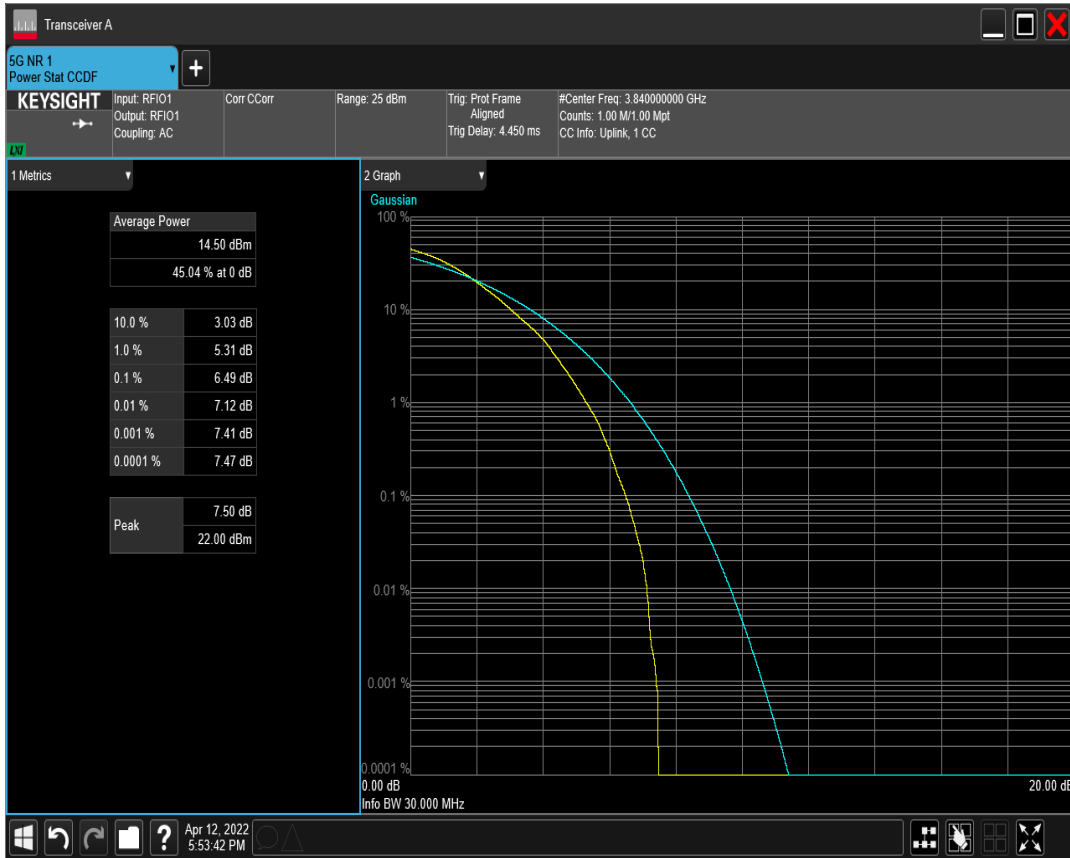 Transceiver A
5G NR 1
Power Stat CCDF
+
KEYSIGHT
Input: RFIO1
Output: RFIO1
Coupling: AC
Corr CCorr
Range: 25 dBm
Trig: Prot Frame
Aligned
Trig Delay: 4.450 ms
#Center Freq: 3.840000000 GHz
Counts: 1.00 M/1.00 Mpt
CC Info: Uplink, 1 CC
LXI
1 Metrics
Average Power
14.50 dBm
45.04 % at 0 dB
10.0 % 3.03 dB
1.0 % 5.31 dB
0.1 % 6.49 dB
0.01 % 7.12 dB
0.001 % 7.41 dB
0.0001 % 7.47 dB
Peak 7.50 dB
22.00 dBm
2 Graph
Gaussian
100 %
10 %
1 %
0.1 %
0.01 %
0.001 %
0.0001 %
0.00 dB 20.00 dB
Info BW 30.000 MHz
?
Apr 12, 2022
5:53:42 PM